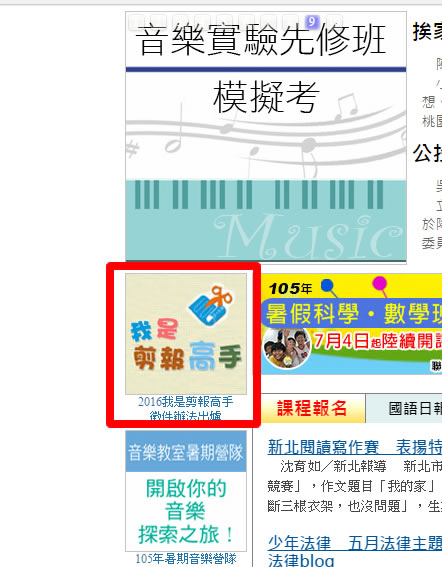 9
音樂實驗先修班
模擬考
Music
挨家
想，
桃園
公投
於陸
委員
我是
剪報高手
2016我是剪報高手
徵件辦法出爐
音樂教室暑期營隊
開啟你的
音樂
探索之旅！
105年暑期音樂營隊
105年
暑假科學・數學班
7月4日起陸續開課
聯
課程報名
國語日報
新北閱讀寫作賽 表揚特
沈育如／新北報導 新北市
競賽」，作文題目「我的家」
斷三根衣架，也沒問題」，生
少年法律 五月法律主題
法律blog